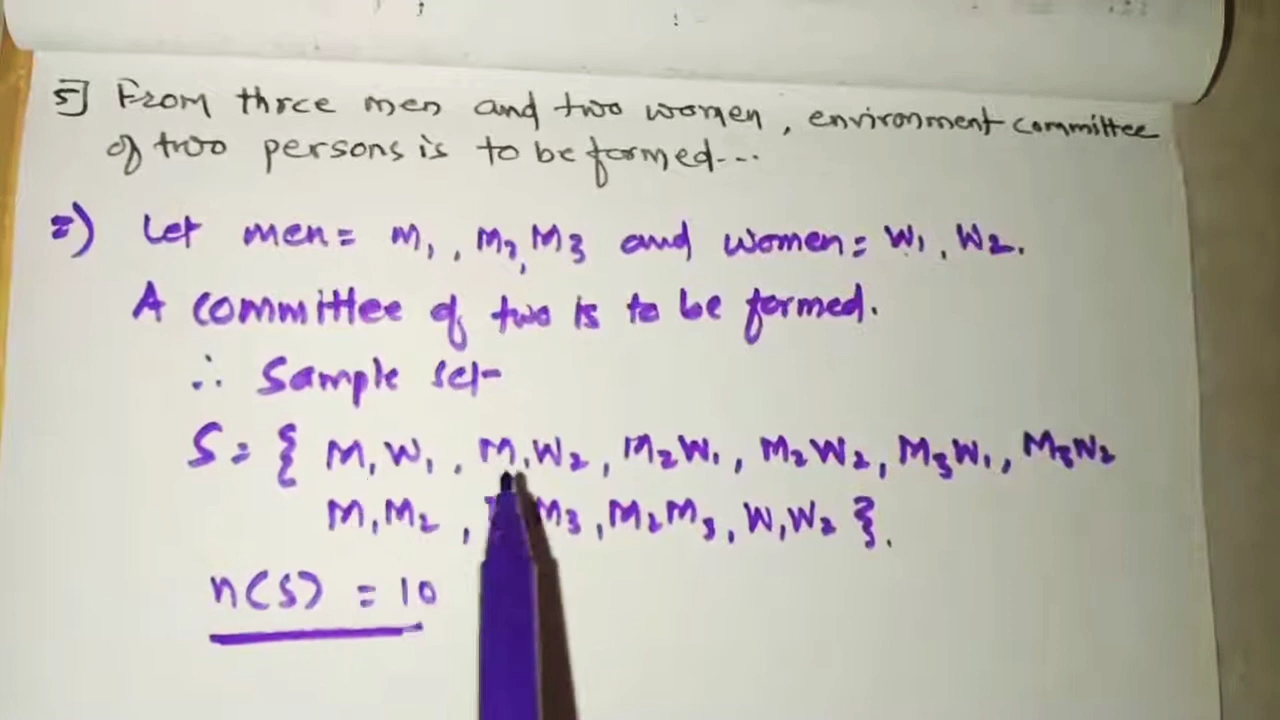 5] From three men and two women, environment committee
of two persons is to be formed...
=) Let men = M1, M2, M3 and women = W1, W2.
A committee of two is to be formed.
∴ Sample set
S = { M1W1, M1W2, M2W1, M2W2, M3W1, M3W2
M1M2, M3, M2M3, W1W2 }.
n(S) = 10